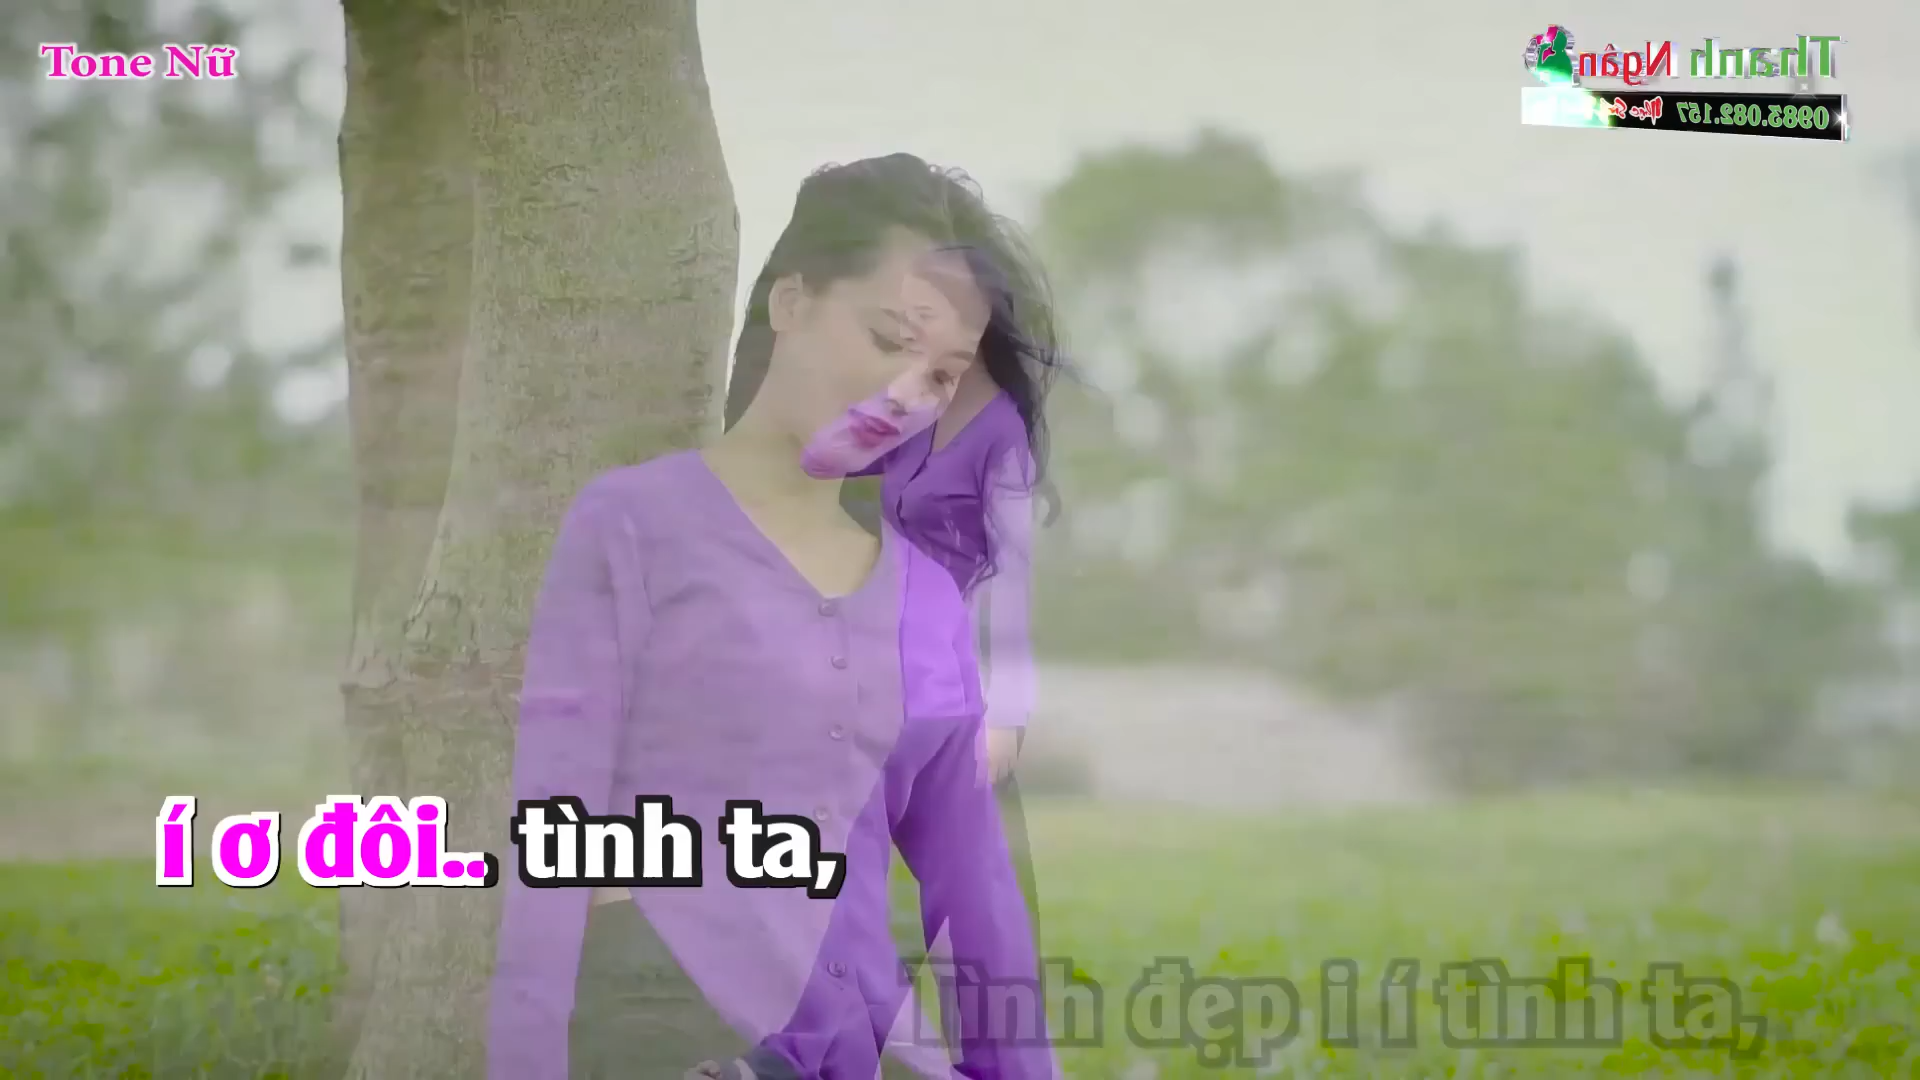 Tone Nữ
Thanh Ngân
0983.082.157
í ơ đôi.. tình ta,
Tình đẹp i í tình ta,